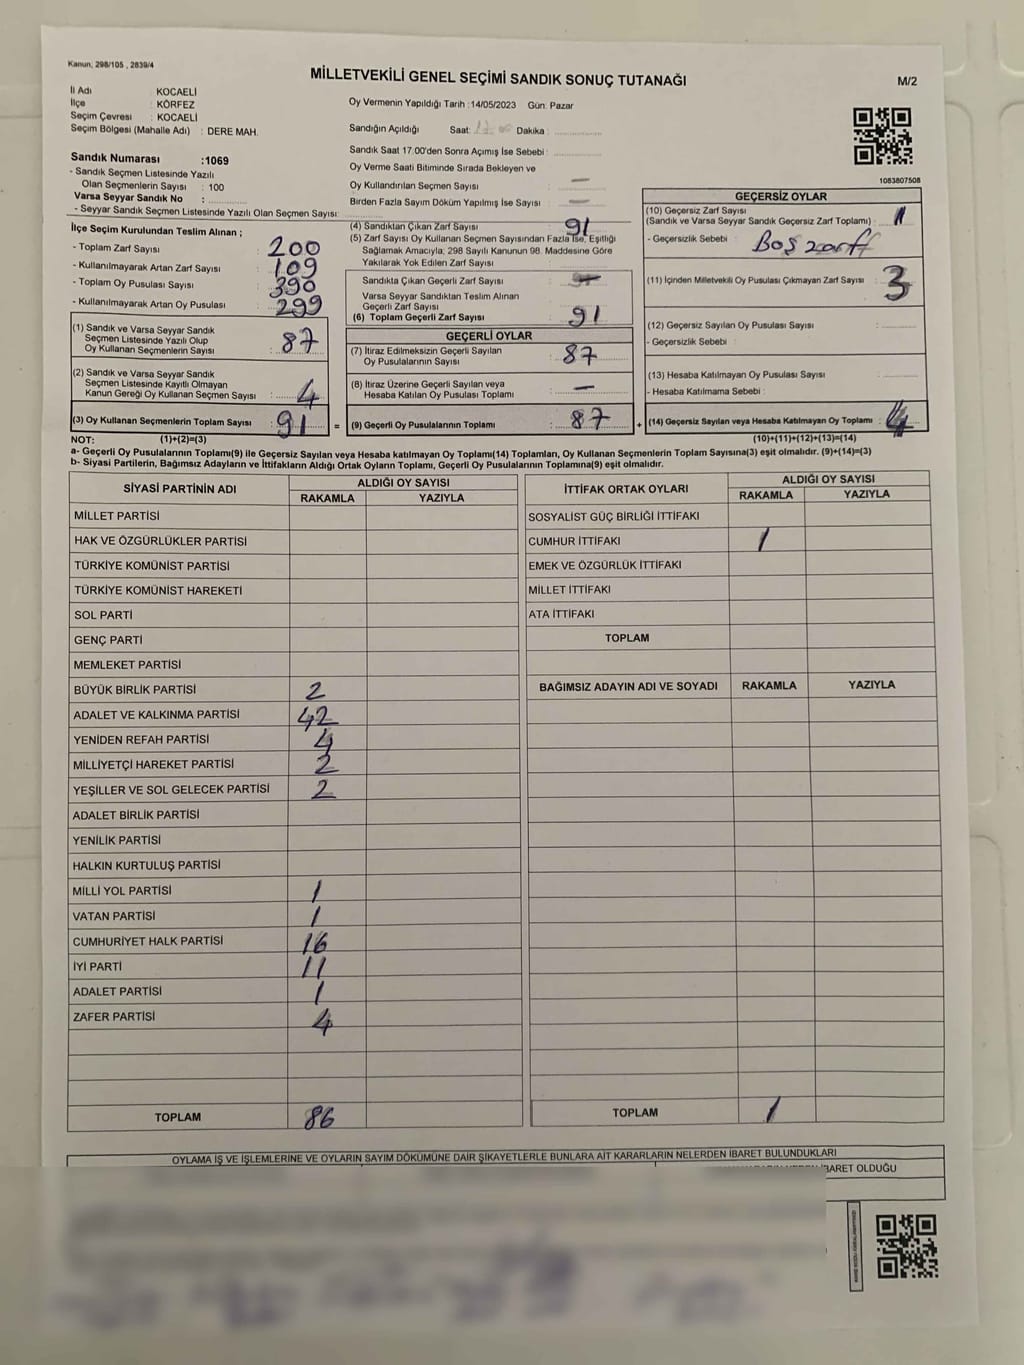 Kanun, 298/105 , 2839/4
MİLLETVEKİLİ GENEL SEÇİMİ SANDIK SONUÇ TUTANAĞI
M/2
İl Adı : KOCAELİ
İlçe : KÖRFEZ
Seçim Çevresi : KOCAELİ
Seçim Bölgesi (Mahalle Adı) : DERE MAH.
Sandık Numarası :1069
- Sandık Seçmen Listesinde Yazılı
Olan Seçmenlerin Sayısı : 100
Varsa Seyyar Sandık No :
- Seyyar Sandık Seçmen Listesinde Yazılı Olan Seçmen Sayısı:
Oy Vermenin Yapıldığı Tarih :14/05/2023 Gün: Pazar
Sandığın Açıldığı Saat: Dakika :
Sandık Saat 17.00'den Sonra Açımış İse Sebebi :
Oy Verme Saati Bitiminde Sırada Bekleyen ve
Oy Kullandırılan Seçmen Sayısı : —
Birden Fazla Sayım Döküm Yapılmış İse Sayısı : —
1083807508
İlçe Seçim Kurulundan Teslim Alınan ;
- Toplam Zarf Sayısı : 200
- Kullanılmayarak Artan Zarf Sayısı : 109
- Toplam Oy Pusulası Sayısı : 390
- Kullanılmayarak Artan Oy Pusulası : 299
(1) Sandık ve Varsa Seyyar Sandık
Seçmen Listesinde Yazılı Olup
Oy Kullanan Seçmenlerin Sayısı : 87
(2) Sandık ve Varsa Seyyar Sandık
Seçmen Listesinde Kayıtlı Olmayan
Kanun Gereği Oy Kullanan Seçmen Sayısı : 4
(3) Oy Kullanan Seçmenlerin Toplam Sayısı : 91 =
(4) Sandıktan Çıkan Zarf Sayısı : 91
(5) Zarf Sayısı Oy Kullanan Seçmen Sayısından Fazla İse, Eşitliği
Sağlamak Amacıyla; 298 Sayılı Kanunun 98. Maddesine Göre
Yakılarak Yok Edilen Zarf Sayısı :
Sandıkta Çıkan Geçerli Zarf Sayısı :
Varsa Seyyar Sandıktan Teslim Alınan
Geçerli Zarf Sayısı :
(6) Toplam Geçerli Zarf Sayısı : 91
GEÇERLİ OYLAR
(7) İtiraz Edilmeksizin Geçerli Sayılan
Oy Pusulalarının Sayısı : 87
(8) İtiraz Üzerine Geçerli Sayılan veya
Hesaba Katılan Oy Pusulası Toplamı : —
(9) Geçerli Oy Pusulalarının Toplamı : 87 +
GEÇERSİZ OYLAR
(10) Geçersiz Zarf Sayısı
(Sandık ve Varsa Seyyar Sandık Geçersiz Zarf Toplamı) : 1
- Geçersizlik Sebebi : Boş zarf
(11) İçinden Milletvekili Oy Pusulası Çıkmayan Zarf Sayısı : 3
(12) Geçersiz Sayılan Oy Pusulası Sayısı :
- Geçersizlik Sebebi :
(13) Hesaba Katılmayan Oy Pusulası Sayısı
- Hesaba Katılmama Sebebi :
(14) Geçersiz Sayılan veya Hesaba Katılmayan Oy Toplamı : 4
NOT: (1)+(2)=(3)
(10)+(11)+(12)+(13)=(14)
a- Geçerli Oy Pusulalarının Toplamı(9) ile Geçersiz Sayılan veya Hesaba katılmayan Oy Toplamı(14) Toplamları, Oy Kullanan Seçmenlerin Toplam Sayısına(3) eşit olmalıdır. (9)+(14)=(3)
b- Siyasi Partilerin, Bağımsız Adayların ve İttifakların Aldığı Ortak Oyların Toplamı, Geçerli Oy Pusulalarının Toplamına(9) eşit olmalıdır.
SİYASİ PARTİNİN ADI
ALDIĞI OY SAYISI
RAKAMLA YAZIYLA
MİLLET PARTİSİ
HAK VE ÖZGÜRLÜKLER PARTİSİ
TÜRKİYE KOMÜNİST PARTİSİ
TÜRKİYE KOMÜNİST HAREKETİ
SOL PARTİ
GENÇ PARTİ
MEMLEKET PARTİSİ
BÜYÜK BİRLİK PARTİSİ 2
ADALET VE KALKINMA PARTİSİ 42
YENİDEN REFAH PARTİSİ 4
MİLLİYETÇİ HAREKET PARTİSİ 2
YEŞİLLER VE SOL GELECEK PARTİSİ 2
ADALET BİRLİK PARTİSİ
YENİLİK PARTİSİ
HALKIN KURTULUŞ PARTİSİ
MİLLİ YOL PARTİSİ 1
VATAN PARTİSİ 1
CUMHURİYET HALK PARTİSİ 16
İYİ PARTİ 11
ADALET PARTİSİ 1
ZAFER PARTİSİ 4
TOPLAM 86
İTTİFAK ORTAK OYLARI
ALDIĞI OY SAYISI
RAKAMLA YAZIYLA
SOSYALİST GÜÇ BİRLİĞİ İTTİFAKI
CUMHUR İTTİFAKI 1
EMEK VE ÖZGÜRLÜK İTTİFAKI
MİLLET İTTİFAKI
ATA İTTİFAKI
TOPLAM
BAĞIMSIZ ADAYIN ADI VE SOYADI RAKAMLA YAZIYLA
TOPLAM 1
OYLAMA İŞ VE İŞLEMLERİNE VE OYLARIN SAYIM DÖKÜMÜNE DAİR ŞİKAYETLERLE BUNLARA AİT KARARLARIN NELERDEN İBARET BULUNDUKLARI
İBARET OLDUĞU